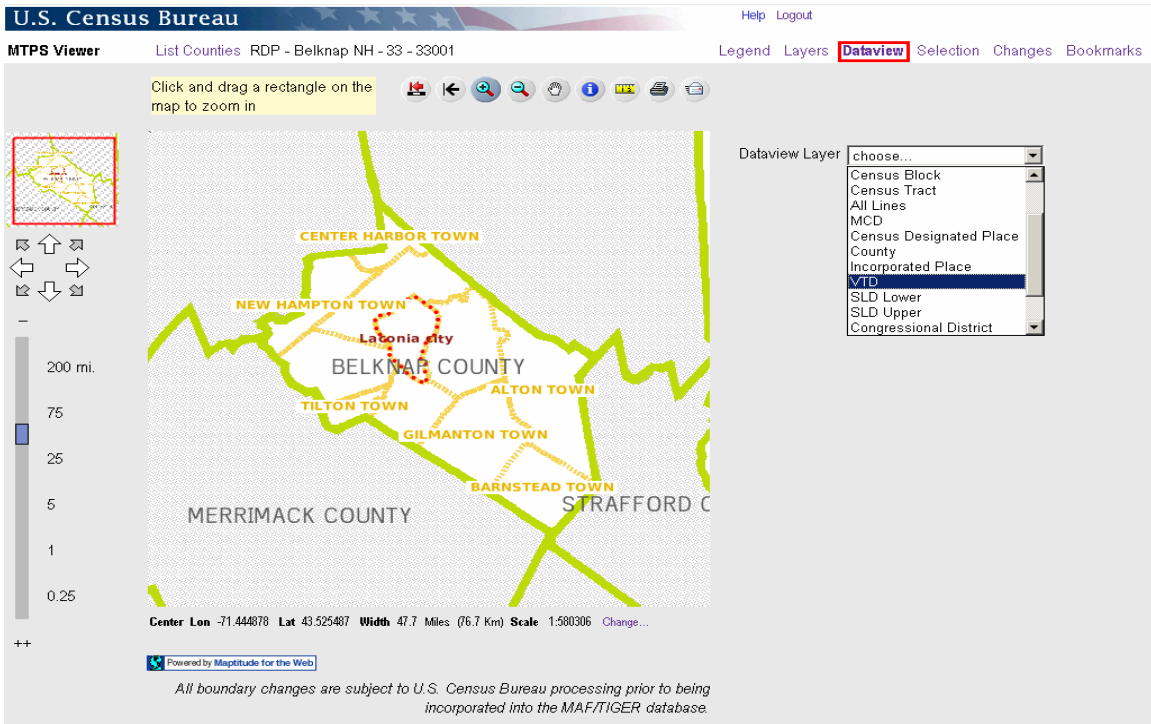 U.S. Census Bureau
Help Logout
MTPS Viewer
List Counties RDP - Belknap NH - 33 - 33001
Legend Layers Dataview Selection Changes Bookmarks
Click and drag a rectangle on the
map to zoom in
Dataview Layer choose...
Census Block
Census Tract
All Lines
MCD
Census Designated Place
County
Incorporated Place
VTD
SLD Lower
SLD Upper
Congressional District
CENTER HARBOR TOWN
NEW HAMPTON TOWN
Laconia city
BELKNAP COUNTY
ALTON TOWN
TILTON TOWN
GILMANTON TOWN
BARNSTEAD TOWN
STRAFFORD C
MERRIMACK COUNTY
–
200 mi.
75
25
5
1
0.25
++
Center Lon -71.444878 Lat 43.525487 Width 47.7 Miles (76.7 Km) Scale 1:580306 Change...
Powered by Maptitude for the Web
All boundary changes are subject to U.S. Census Bureau processing prior to being
incorporated into the MAF/TIGER database.